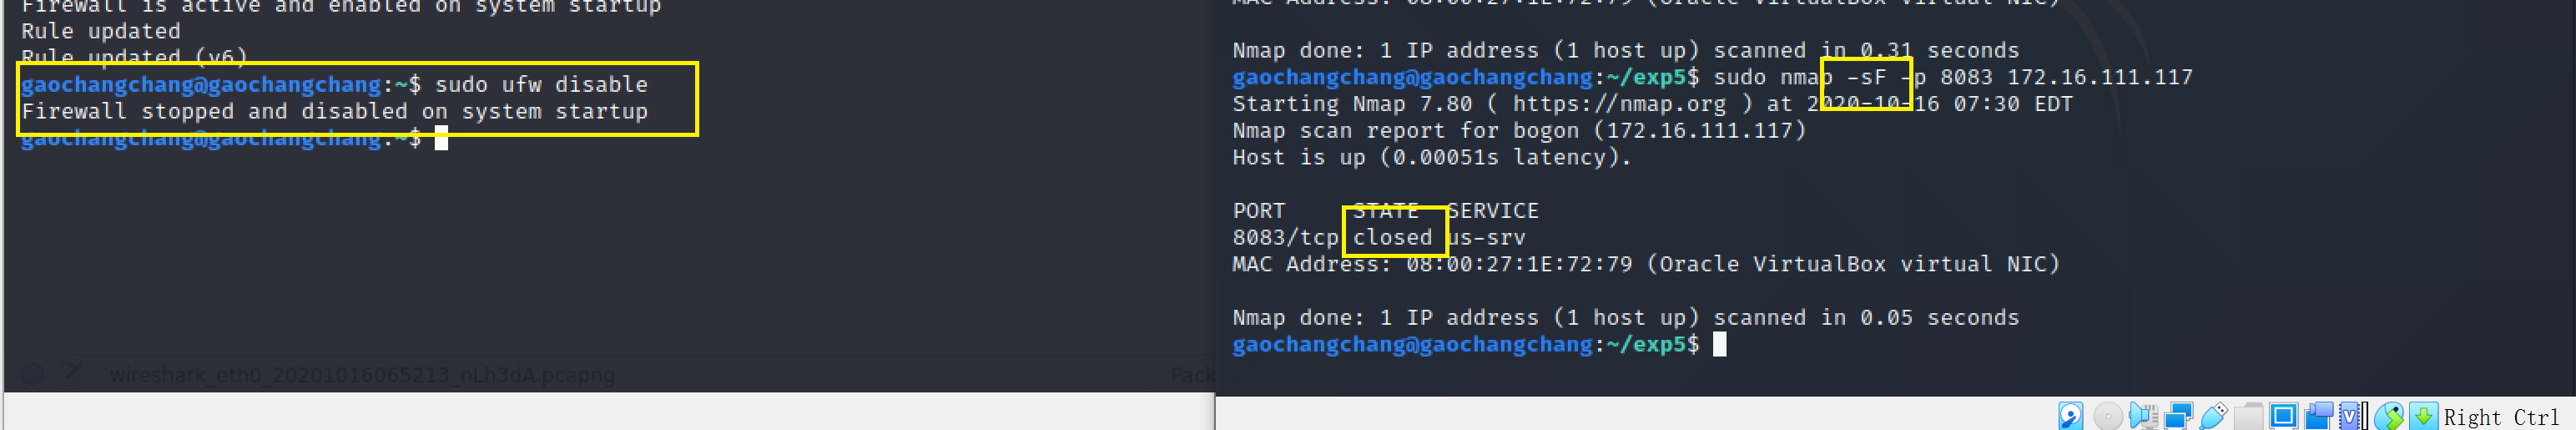 Firewall is active and enabled on system startup
Rule updated
Rule updated (v6)
gaochangchang@gaochangchang:~$ sudo ufw disable
Firewall stopped and disabled on system startup
gaochangchang@gaochangchang:~$
wireshark_eth0_20201016065213_nLh3dA.pcapng
Pack
MAC Address: 08:00:27:1E:72:79 (Oracle VirtualBox virtual NIC)
Nmap done: 1 IP address (1 host up) scanned in 0.31 seconds
gaochangchang@gaochangchang:~/exp5$ sudo nmap -sF -p 8083 172.16.111.117
Starting Nmap 7.80 ( https://nmap.org ) at 2020-10-16 07:30 EDT
Nmap scan report for bogon (172.16.111.117)
Host is up (0.00051s latency).
PORT     STATE  SERVICE
8083/tcp closed us-srv
MAC Address: 08:00:27:1E:72:79 (Oracle VirtualBox virtual NIC)
Nmap done: 1 IP address (1 host up) scanned in 0.05 seconds
gaochangchang@gaochangchang:~/exp5$
Right Ctrl